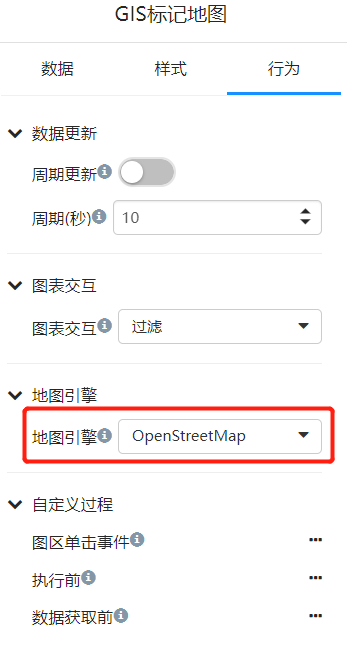 GIS标记地图
数据 样式 行为
数据更新
周期更新
周期(秒) 10
图表交互
图表交互 过滤
地图引擎
地图引擎 OpenStreetMap
自定义过程
图区单击事件 ...
执行前 ...
数据获取前 ...